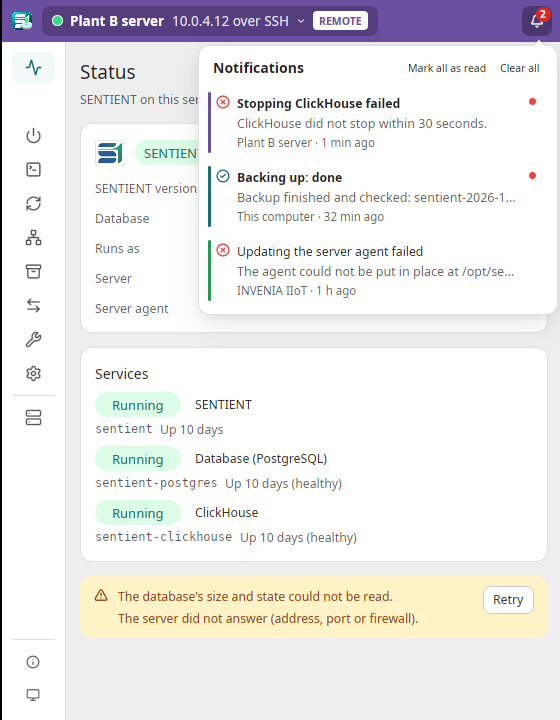 Plant B server 10.0.4.12 over SSH REMOTE
2
Status
SENTIENT on this ser
Notifications Mark all as read Clear all
Stopping ClickHouse failed
ClickHouse did not stop within 30 seconds.
Plant B server · 1 min ago
Backing up: done
Backup finished and checked: sentient-2026-1...
This computer · 32 min ago
Updating the server agent failed
The agent could not be put in place at /opt/se...
INVENIA IIoT · 1 h ago
SENTIEN
SENTIENT version
Database
Runs as
Server
Server agent
Services
Running SENTIENT
sentient Up 10 days
Running Database (PostgreSQL)
sentient-postgres Up 10 days (healthy)
Running ClickHouse
sentient-clickhouse Up 10 days (healthy)
The database's size and state could not be read.
The server did not answer (address, port or firewall).
Retry